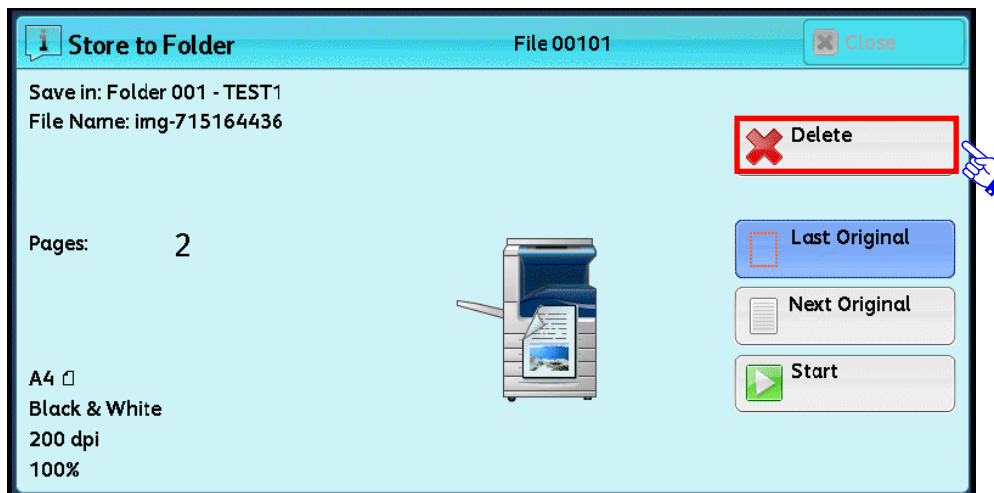 Store to Folder
File 00101
Close
Save in: Folder 001 - TEST1
File Name: img-715164436
Delete
Pages: 2
Last Original
Next Original
Start
A4
Black & White
200 dpi
100%